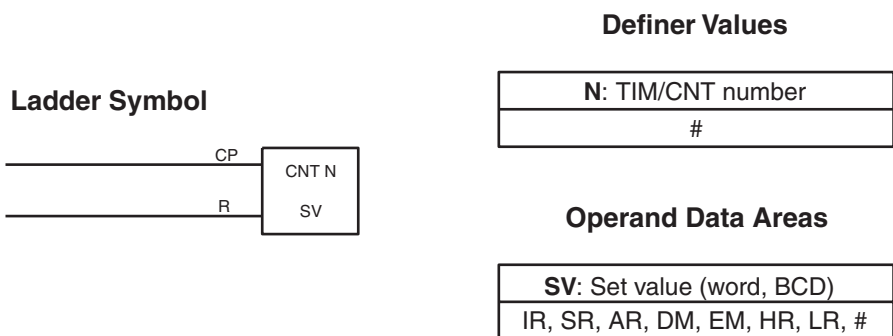 Definer Values
N: TIM/CNT number
#
Ladder Symbol
CP
CNT N
R
SV
Operand Data Areas
SV: Set value (word, BCD)
IR, SR, AR, DM, EM, HR, LR, #